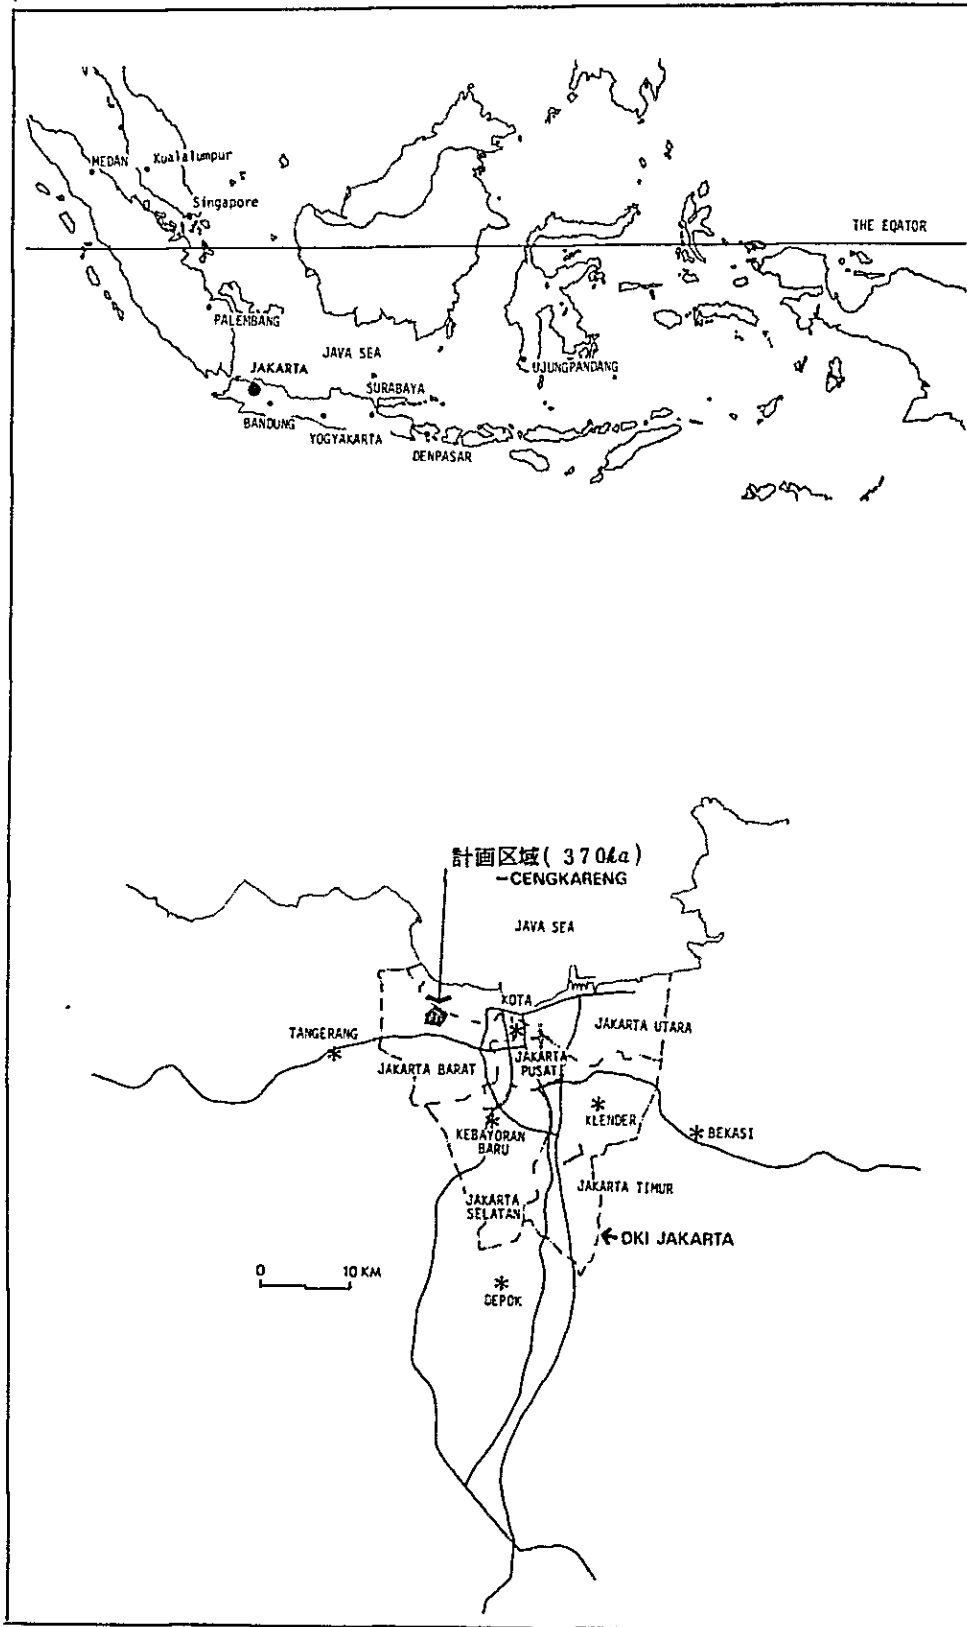 MEDAN
Kualalumpur
Singapore
THE EQATOR
PALEMBANG
JAVA SEA
UJUNGPANDANG
JAKARTA
SURABAYA
BANDUNG
YOGYAKARTA
DENPASAR
計画区域( 370ha)
-CENGKARENG
JAVA SEA
KOTA
JAKARTA UTARA
TANGERANG
JAKARTA BARAT
JAKARTA
PUSAT
KLENDER
BEKASI
KEBAYORAN
BARU
JAKARTA TIMUR
JAKARTA
SELATAN
DKI JAKARTA
0 10 KM
DEPOK